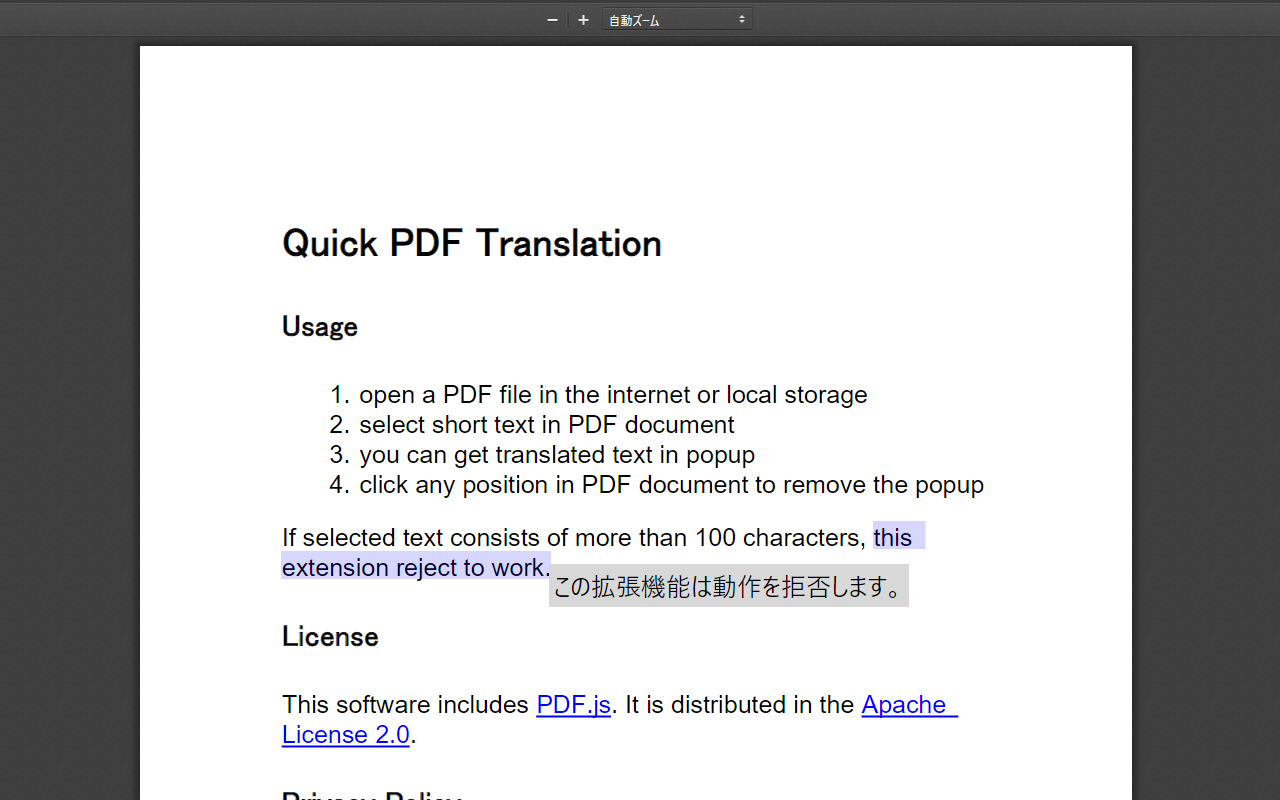 自動ズーム
Quick PDF Translation
Usage
1. open a PDF file in the internet or local storage
2. select short text in PDF document
3. you can get translated text in popup
4. click any position in PDF document to remove the popup
If selected text consists of more than 100 characters, this
extension reject to work.
この拡張機能は動作を拒否します。
License
This software includes PDF.js. It is distributed in the Apache
License 2.0.
Privacy Policy